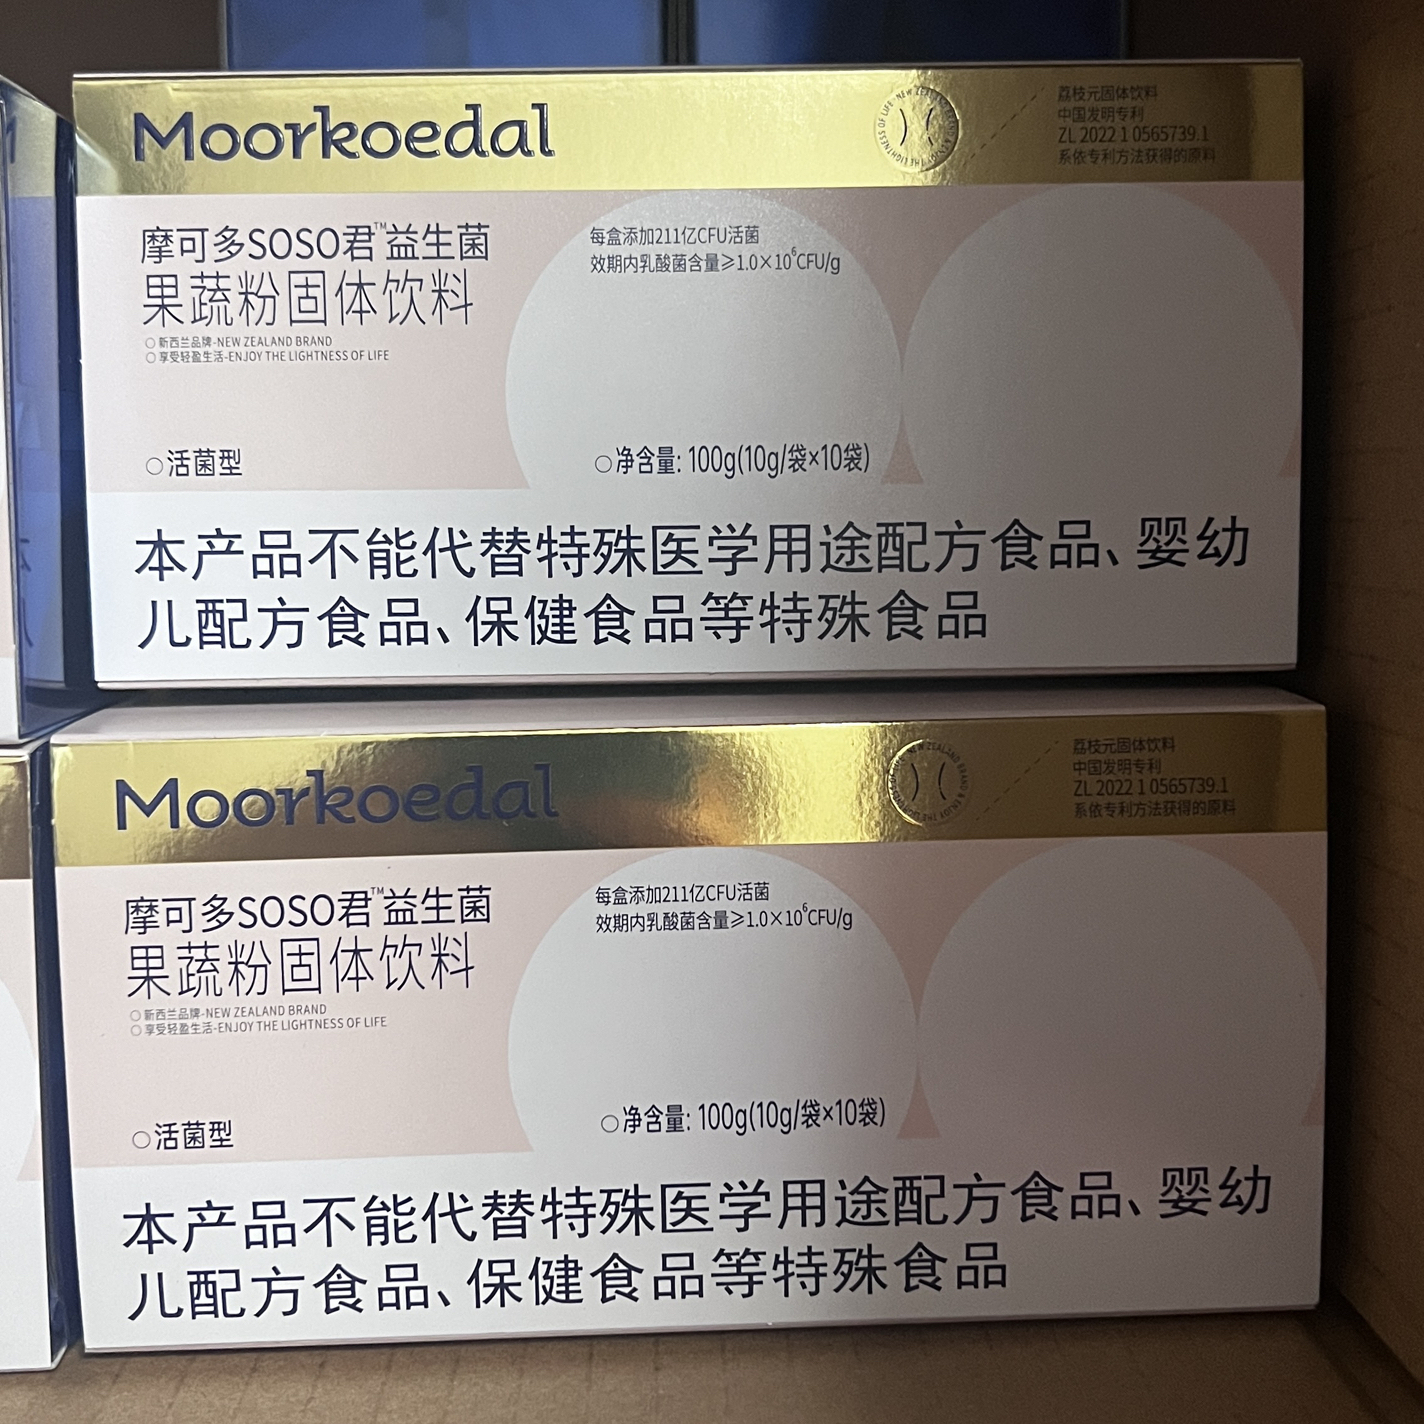 Moorkoedal
荔枝元固体饮料
中国发明专利
ZL 2022 1 0565739.1
系依专利方法获得的原料
摩可多SOSO君™益生菌
果蔬粉固体饮料
新西兰品牌-NEW ZEALAND BRAND
享受轻盈生活-ENJOY THE LIGHTNESS OF LIFE
每盒添加211亿CFU活菌
效期内乳酸菌含量≥1.0×10⁶CFU/g
○活菌型
○净含量: 100g(10g/袋×10袋)
本产品不能代替特殊医学用途配方食品、婴幼
儿配方食品、保健食品等特殊食品
Moorkoedal
荔枝元固体饮料
中国发明专利
ZL 2022 1 0565739.1
系依专利方法获得的原料
摩可多SOSO君™益生菌
果蔬粉固体饮料
新西兰品牌-NEW ZEALAND BRAND
享受轻盈生活-ENJOY THE LIGHTNESS OF LIFE
每盒添加211亿CFU活菌
效期内乳酸菌含量≥1.0×10⁶CFU/g
○活菌型
○净含量: 100g(10g/袋×10袋)
本产品不能代替特殊医学用途配方食品、婴幼
儿配方食品、保健食品等特殊食品